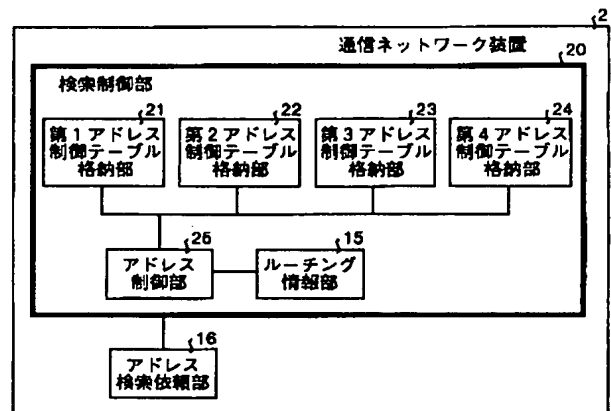 2
通信ネットワーク装置
20
検索制御部
21
22
23
24
第1アドレス
制御テーブル
格納部
第2アドレス
制御テーブル
格納部
第3アドレス
制御テーブル
格納部
第4アドレス
制御テーブル
格納部
25
15
アドレス
制御部
ルーチング
情報部
16
アドレス
検索依頼部